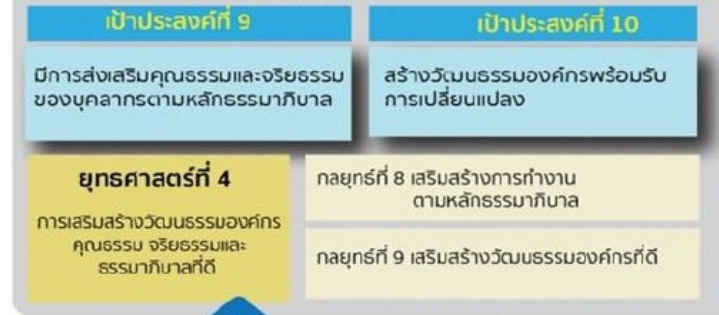 เป้าประสงค์ที่ 9
มีการส่งเสริมคุณธรรมและจริยธรรม
ของบุคลากรตามหลักธรรมาภิบาล
เป้าประสงค์ที่ 10
สร้างวัฒนธรรมองค์กรพร้อมรับ
การเปลี่ยนแปลง
ยุทธศาสตร์ที่ 4
การเสริมสร้างวัฒนธรรมองค์กร
คุณธรรม จริยธรรมและ
ธรรมาภิบาลที่ดี
กลยุทธ์ที่ 8 เสริมสร้างการทำงาน
ตามหลักธรรมาภิบาล
กลยุทธ์ที่ 9 เสริมสร้างวัฒนธรรมองค์กรที่ดี